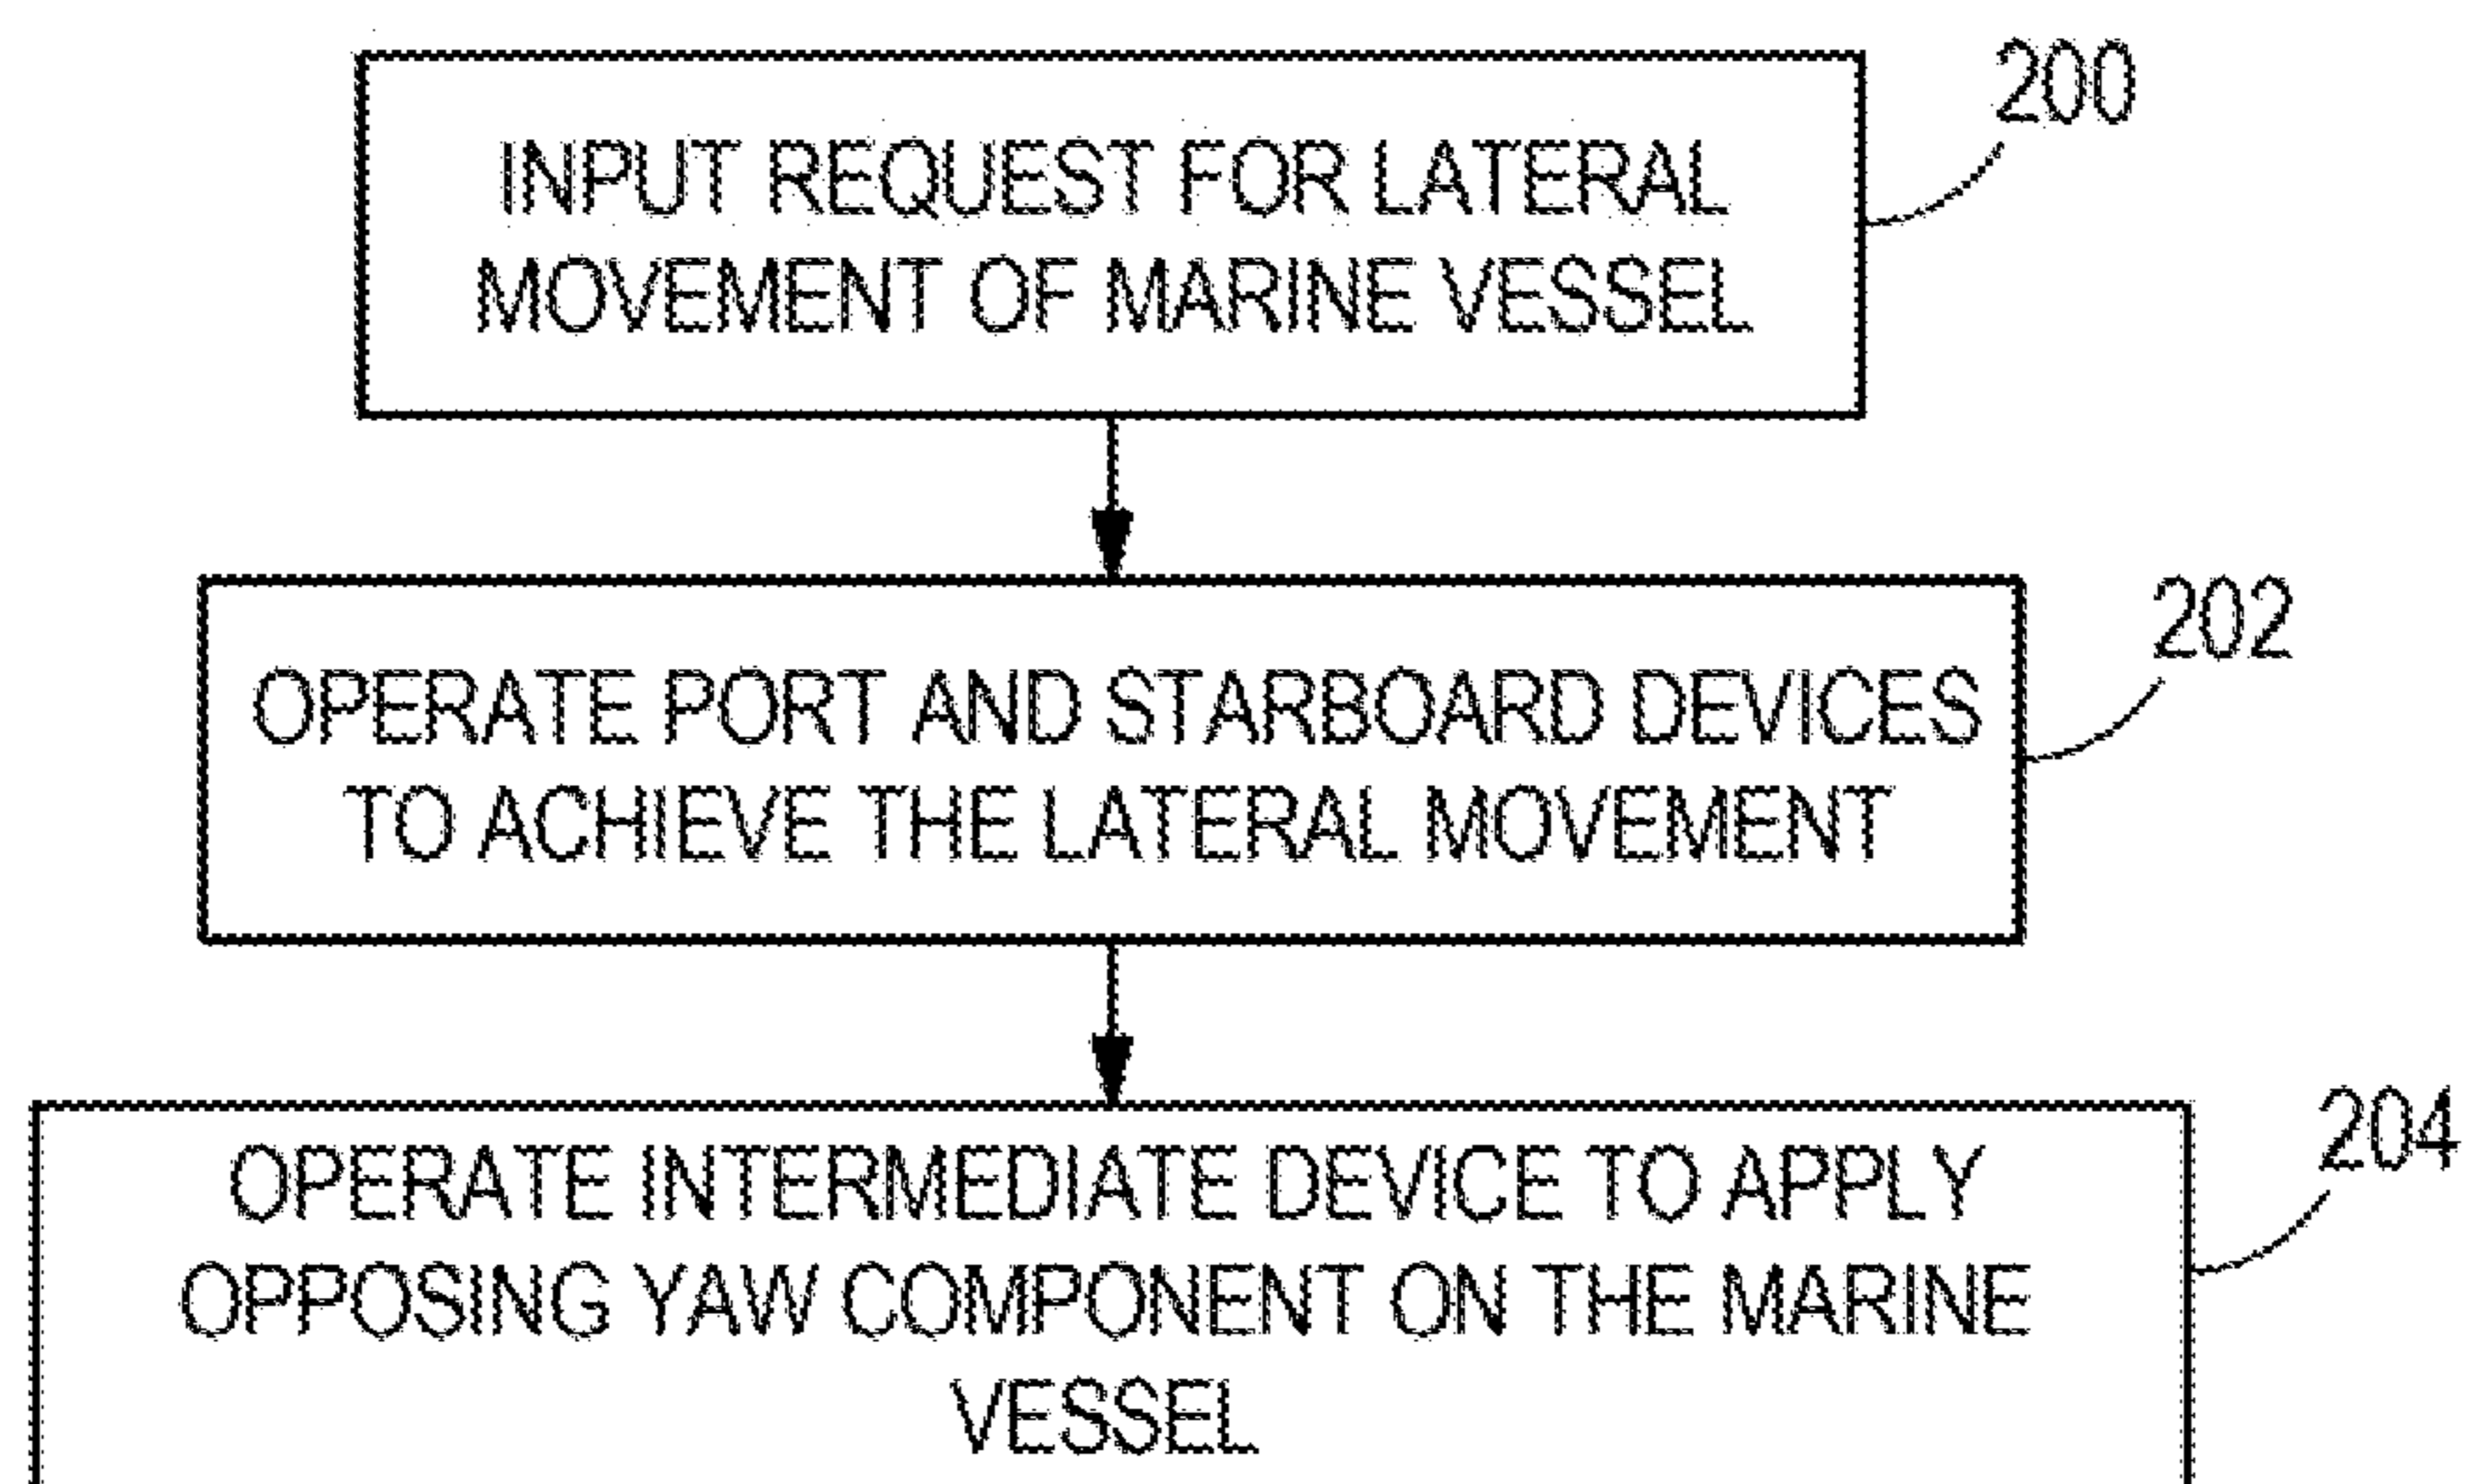 200
INPUT REQUEST FOR LATERAL
MOVEMENT OF MARINE VESSEL
202
OPERATE PORT AND STARBOARD DEVICES
TO ACHIEVE THE LATERAL MOVEMENT
204
OPERATE INTERMEDIATE DEVICE TO APPLY
OPPOSING YAW COMPONENT ON THE MARINE
VESSEL